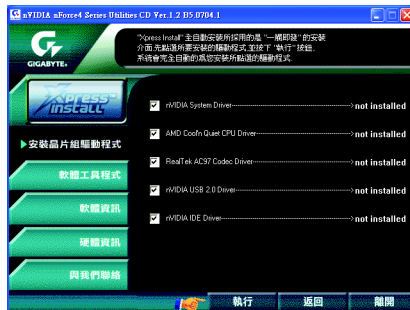 nVIDIA nForce4 Series Utilities CD Ver.1.2 B5.0704.1
GIGABYTE
"Xpress Install" 全自動安裝所採用的是 "一觸即發" 的安裝
介面.先點選所要安裝的驅動程式.並按下 "執行" 按鈕.
系統會完全自動的為您安裝所點選的驅動程式.
Xpress
install
安裝晶片組驅動程式
軟體工具程式
軟體資訊
硬體資訊
與我們聯絡
nVIDIA System Driver → not installed
AMD Cool'n Quiet CPU Driver → not installed
RealTek AC97 Codec Driver → not installed
nVIDIA USB 2.0 Driver → not installed
nVIDIA IDE Driver → not installed
執行 返回 離開